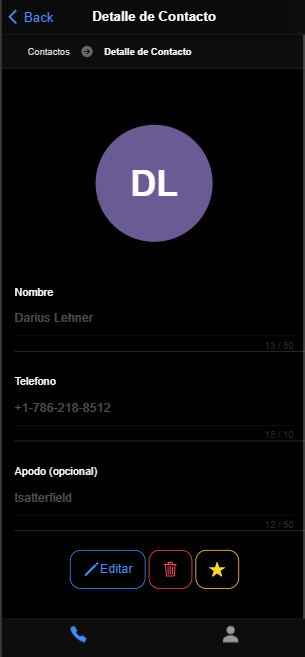 Back Detalle de Contacto
Contactos Detalle de Contacto
DL
Nombre
Darius Lehner
13 / 50
Telefono
+1-786-218-8512
15 / 10
Apodo (opcional)
tsatterfield
12 / 50
Editar